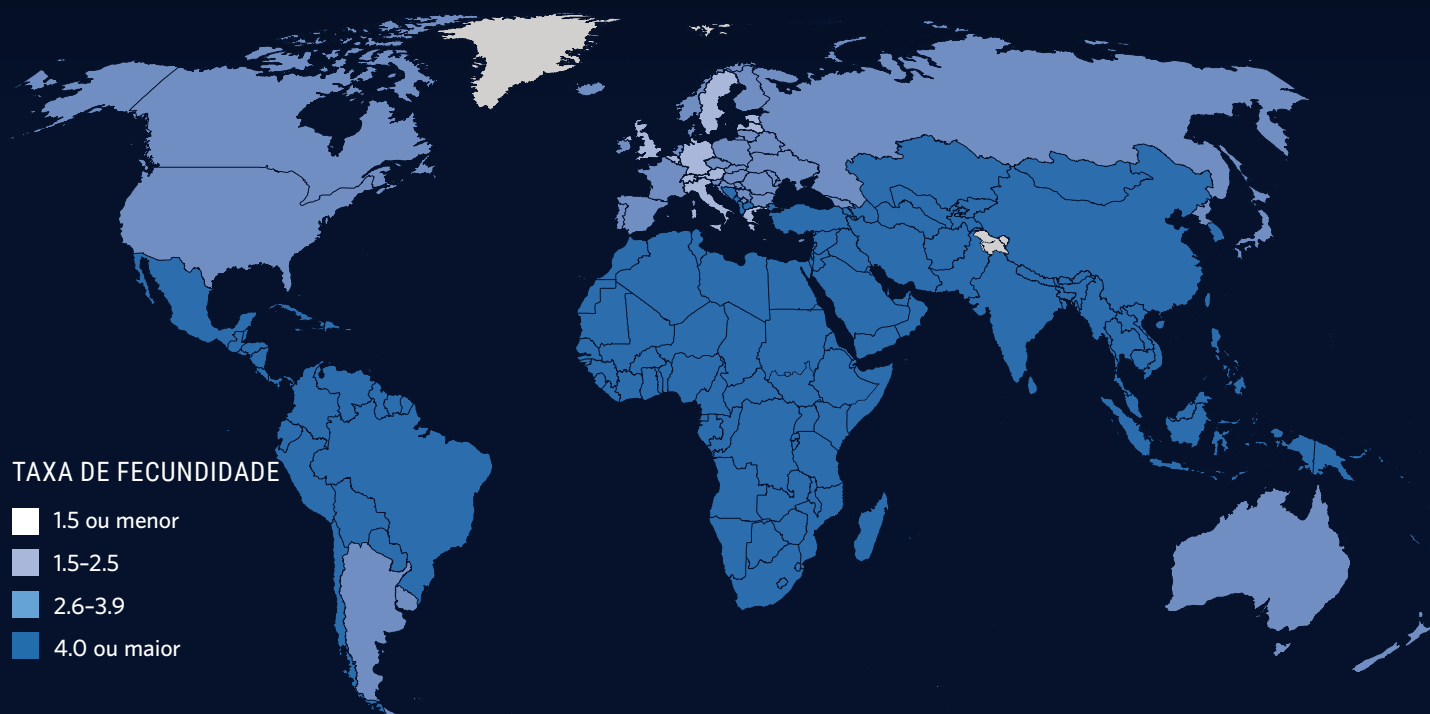 TAXA DE FECUNDIDADE
1.5 ou menor
1.5–2.5
2.6–3.9
4.0 ou maior